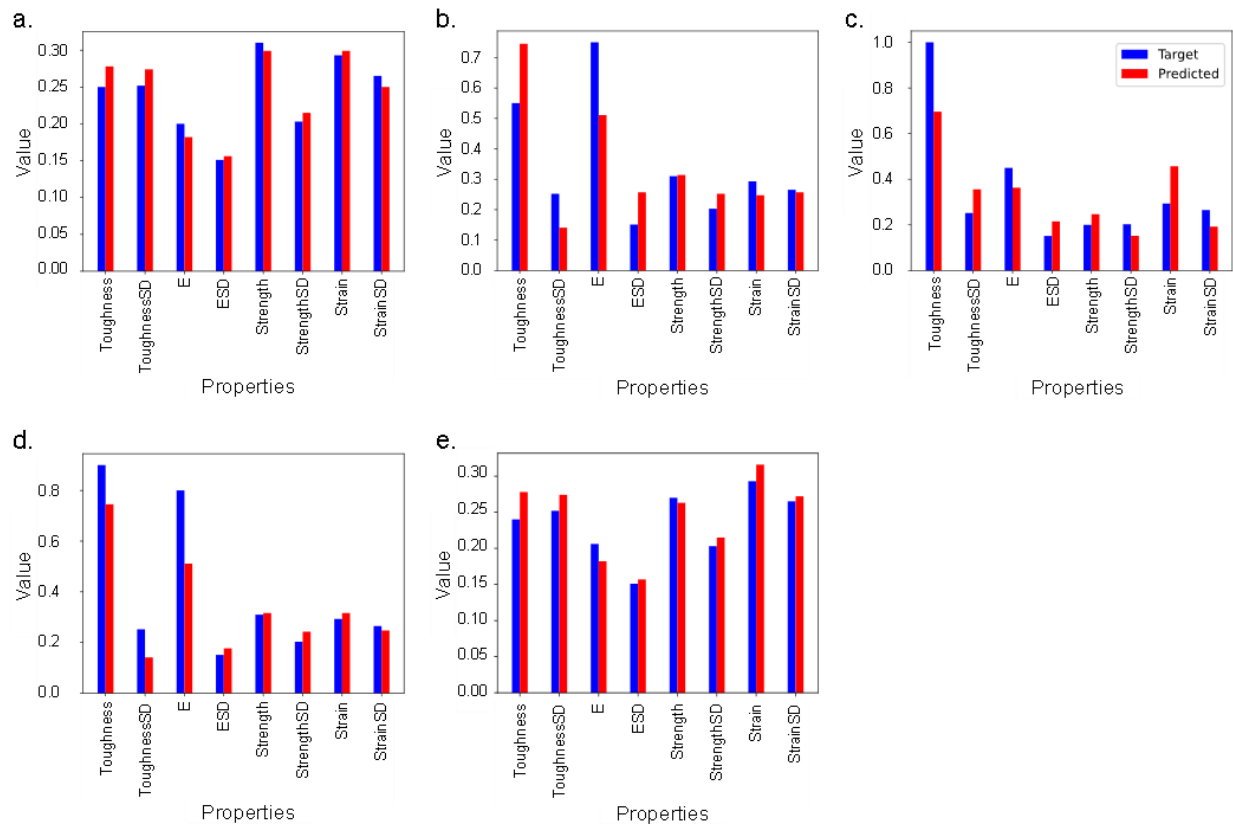 a.
Value
0.30
0.25
0.20
0.15
0.10
0.05
0.00
Toughness
ToughnessSD
E
ESD
Strength
StrengthSD
Strain
StrainSD
Properties
b.
Value
0.7
0.6
0.5
0.4
0.3
0.2
0.1
0.0
Toughness
ToughnessSD
E
ESD
Strength
StrengthSD
Strain
StrainSD
Properties
c.
Value
1.0
0.8
0.6
0.4
0.2
0.0
Target
Predicted
Toughness
ToughnessSD
E
ESD
Strength
StrengthSD
Strain
StrainSD
Properties
d.
Value
0.8
0.6
0.4
0.2
0.0
Toughness
ToughnessSD
E
ESD
Strength
StrengthSD
Strain
StrainSD
Properties
e.
Value
0.30
0.25
0.20
0.15
0.10
0.05
0.00
Toughness
ToughnessSD
E
ESD
Strength
StrengthSD
Strain
StrainSD
Properties